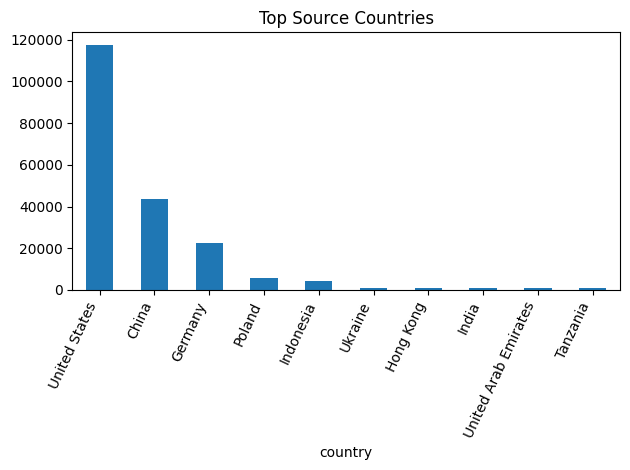 Top Source Countries
120000
100000
80000
60000
40000
20000
0
United States
China
Germany
Poland
Indonesia
Ukraine
Hong Kong
India
United Arab Emirates
Tanzania
country